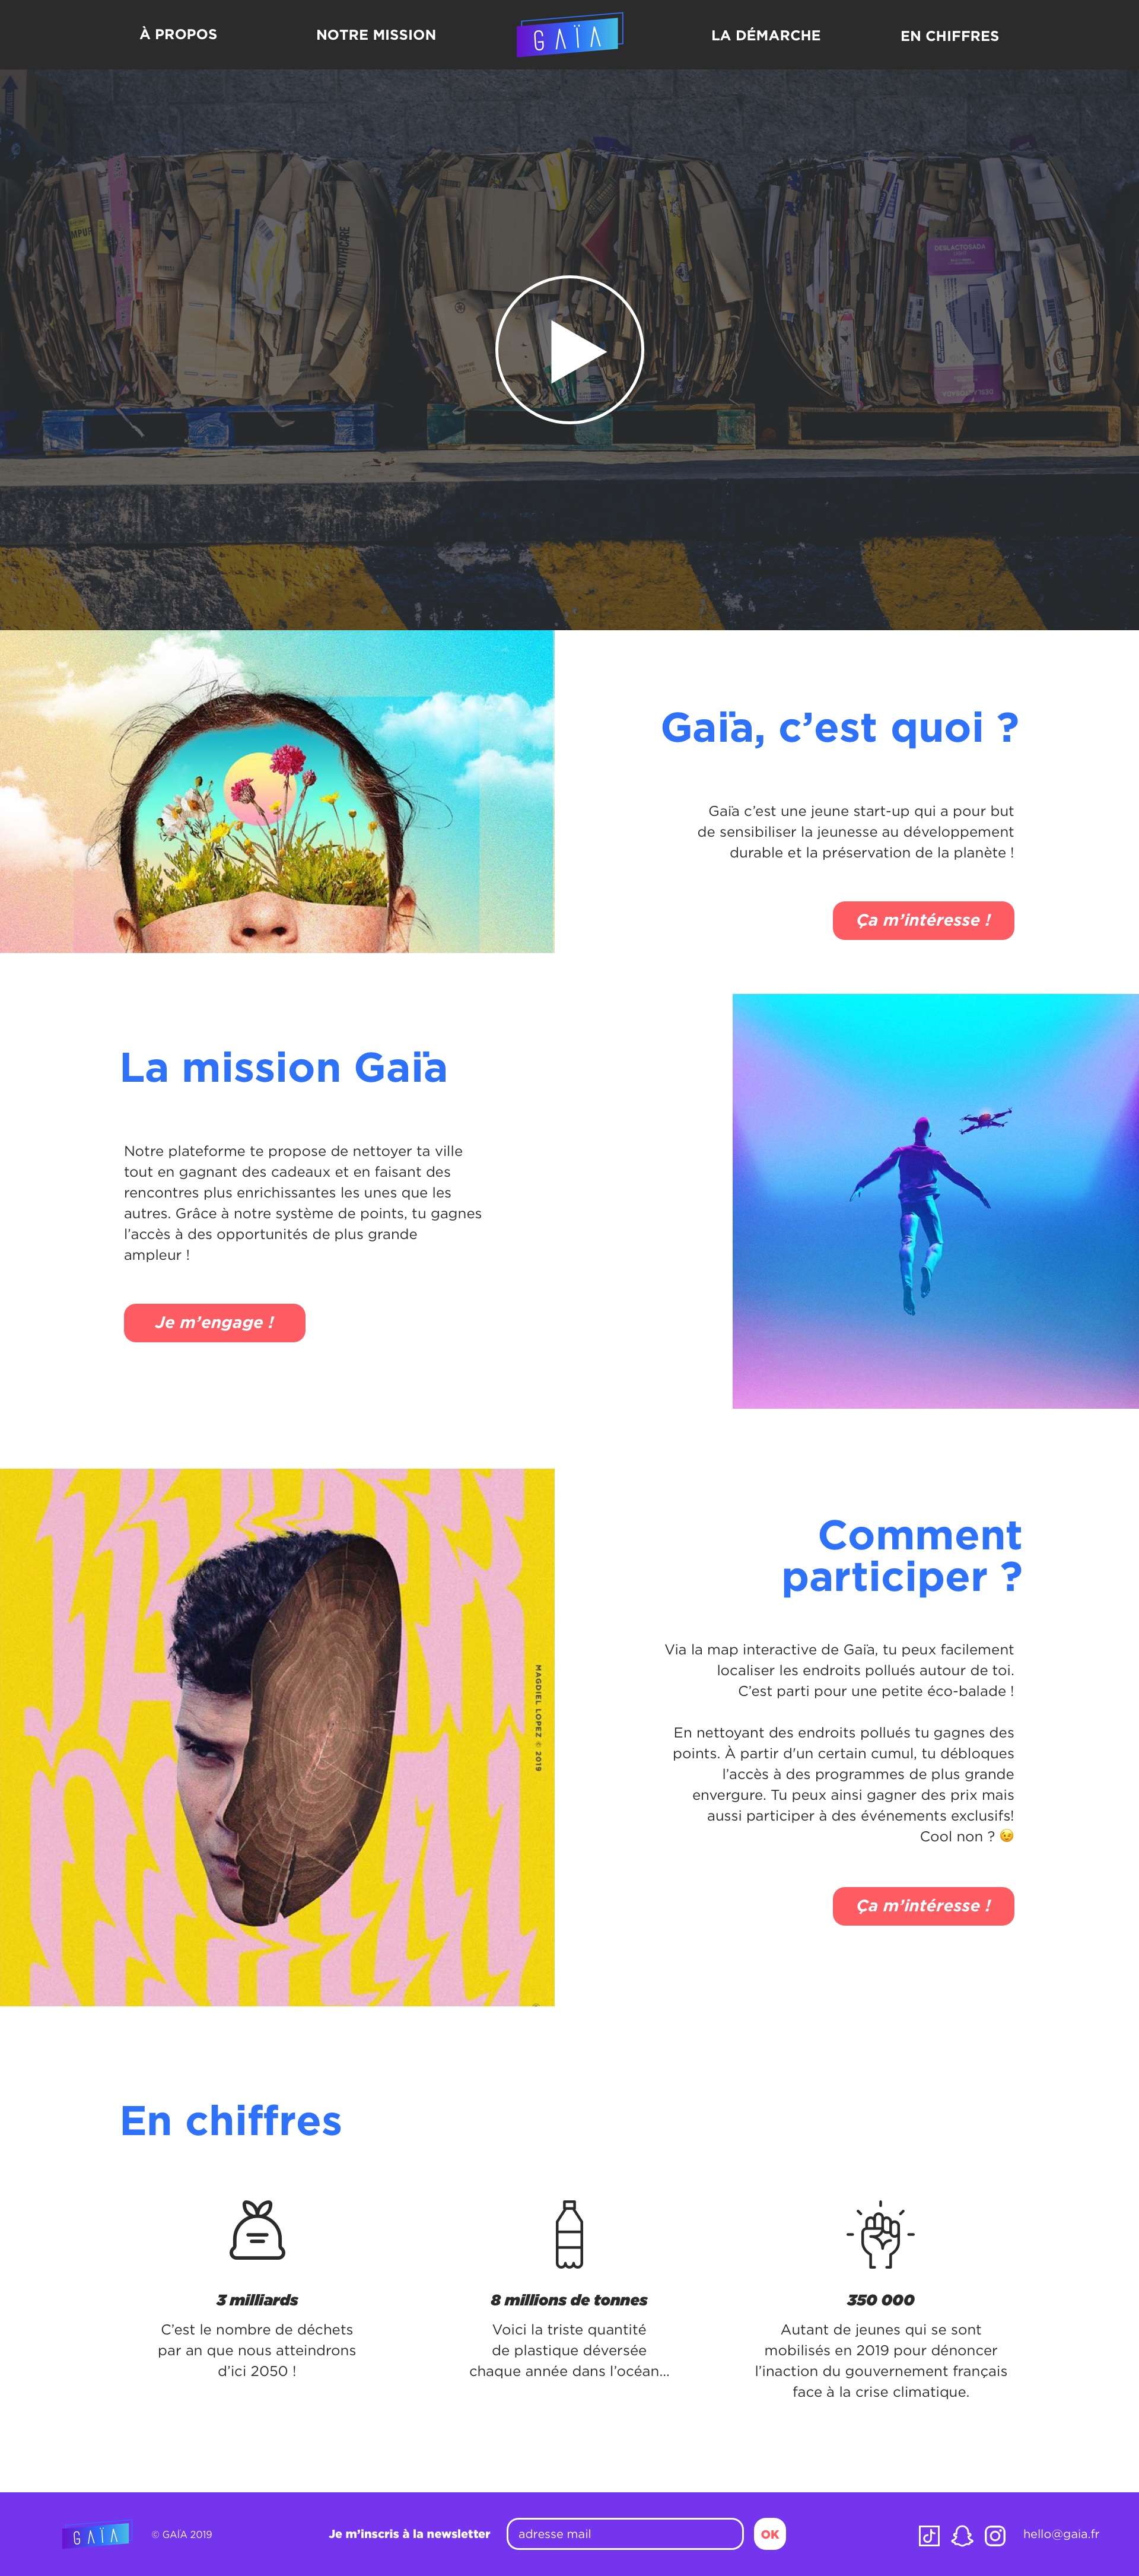 À PROPOS
NOTRE MISSION
GAÏA
LA DÉMARCHE
EN CHIFFRES
DESLACTOSADA
Gaïa, c’est quoi ?
Gaïa c’est une jeune start-up qui a pour but
de sensibiliser la jeunesse au développement
durable et la préservation de la planète !
Ça m’intéresse !
La mission Gaïa
Notre plateforme te propose de nettoyer ta ville
tout en gagnant des cadeaux et en faisant des
rencontres plus enrichissantes les unes que les
autres. Grâce à notre système de points, tu gagnes
l’accès à des opportunités de plus grande
ampleur !
Je m’engage !
MAGDIEL LOPEZ © 2019
Comment
participer ?
Via la map interactive de Gaïa, tu peux facilement
localiser les endroits pollués autour de toi.
C’est parti pour une petite éco-balade !
En nettoyant des endroits pollués tu gagnes des
points. À partir d'un certain cumul, tu débloques
l’accès à des programmes de plus grande
envergure. Tu peux ainsi gagner des prix mais
aussi participer à des événements exclusifs!
Cool non ? 😉
Ça m’intéresse !
En chiffres
3 milliards
C’est le nombre de déchets
par an que nous atteindrons
d’ici 2050 !
8 millions de tonnes
Voici la triste quantité
de plastique déversée
chaque année dans l’océan...
350 000
Autant de jeunes qui se sont
mobilisés en 2019 pour dénoncer
l’inaction du gouvernement français
face à la crise climatique.
GAÏA
© GAÏA 2019
Je m’inscris à la newsletter
adresse mail
OK
hello@gaia.fr